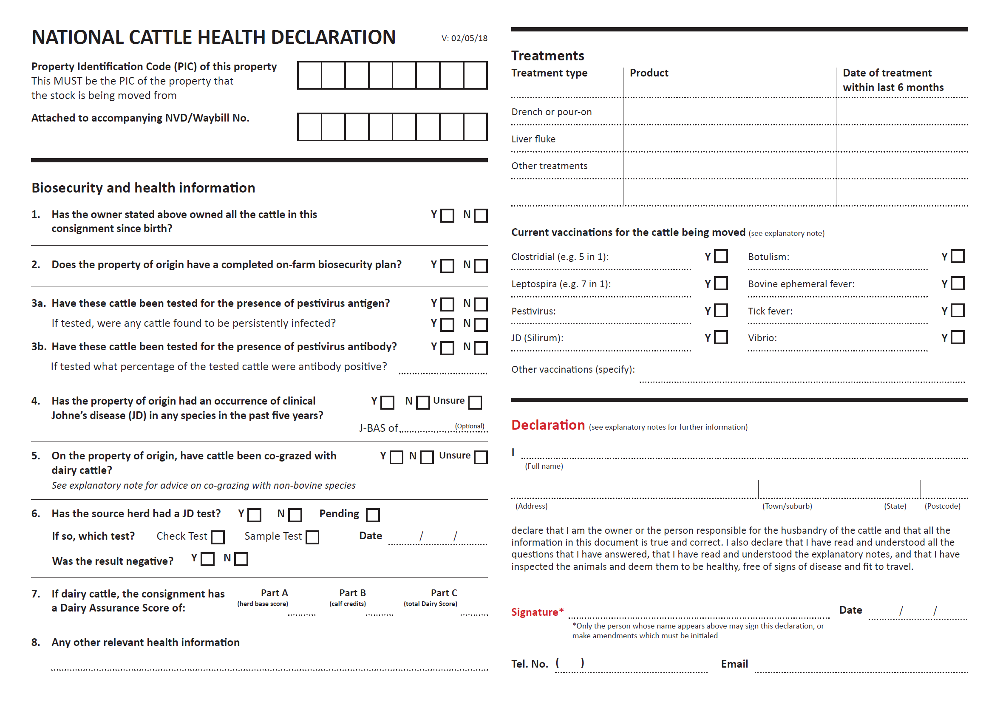 NATIONAL CATTLE HEALTH DECLARATION
V: 02/05/18
Property Identification Code (PIC) of this property
This MUST be the PIC of the property that
the stock is being moved from
Attached to accompanying NVD/Waybill No.
Biosecurity and health information
1. Has the owner stated above owned all the cattle in this Y N
consignment since birth?
2. Does the property of origin have a completed on-farm biosecurity plan? Y N
3a. Have these cattle been tested for the presence of pestivirus antigen? Y N
If tested, were any cattle found to be persistently infected? Y N
3b. Have these cattle been tested for the presence of pestivirus antibody? Y N
If tested what percentage of the tested cattle were antibody positive?
4. Has the property of origin had an occurrence of clinical Y N Unsure
Johne's disease (JD) in any species in the past five years?
J-BAS of (Optional)
5. On the property of origin, have cattle been co-grazed with Y N Unsure
dairy cattle?
See explanatory note for advice on co-grazing with non-bovine species
6. Has the source herd had a JD test? Y N Pending
If so, which test? Check Test Sample Test Date / /
Was the result negative? Y N
7. If dairy cattle, the consignment has Part A Part B Part C
(herd base score) (calf credits) (total Dairy Score)
a Dairy Assurance Score of:
8. Any other relevant health information
Treatments
Treatment type Product Date of treatment
within last 6 months
Drench or pour-on
Liver fluke
Other treatments
Current vaccinations for the cattle being moved (see explanatory note)
Clostridial (e.g. 5 in 1): Y Botulism: Y
Leptospira (e.g. 7 in 1): Y Bovine ephemeral fever: Y
Pestivirus: Y Tick fever: Y
JD (Silirum): Y Vibrio: Y
Other vaccinations (specify):
Declaration (see explanatory notes for further information)
I
(Full name)
(Address) (Town/suburb) (State) (Postcode)
declare that I am the owner or the person responsible for the husbandry of the cattle and that all the
information in this document is true and correct. I also declare that I have read and understood all the
questions that I have answered, that I have read and understood the explanatory notes, and that I have
inspected the animals and deem them to be healthy, free of signs of disease and fit to travel.
Signature* Date / /
*Only the person whose name appears above may sign this declaration, or
make amendments which must be initialed
Tel. No. ( ) Email